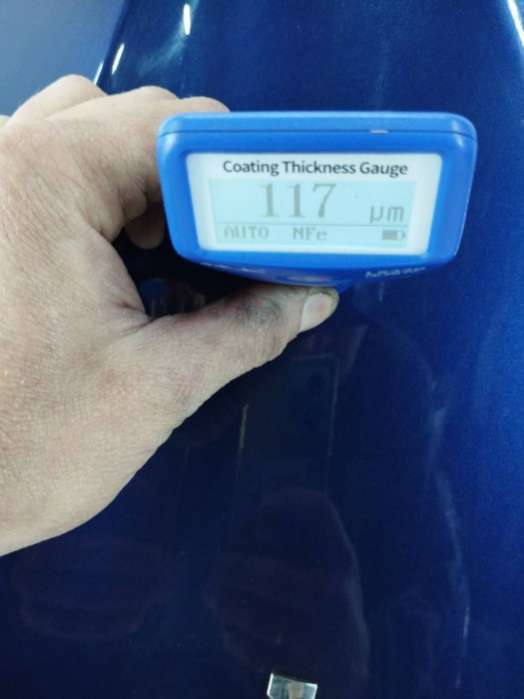 Coating Thickness Gauge
117 μm
AUTO NFe